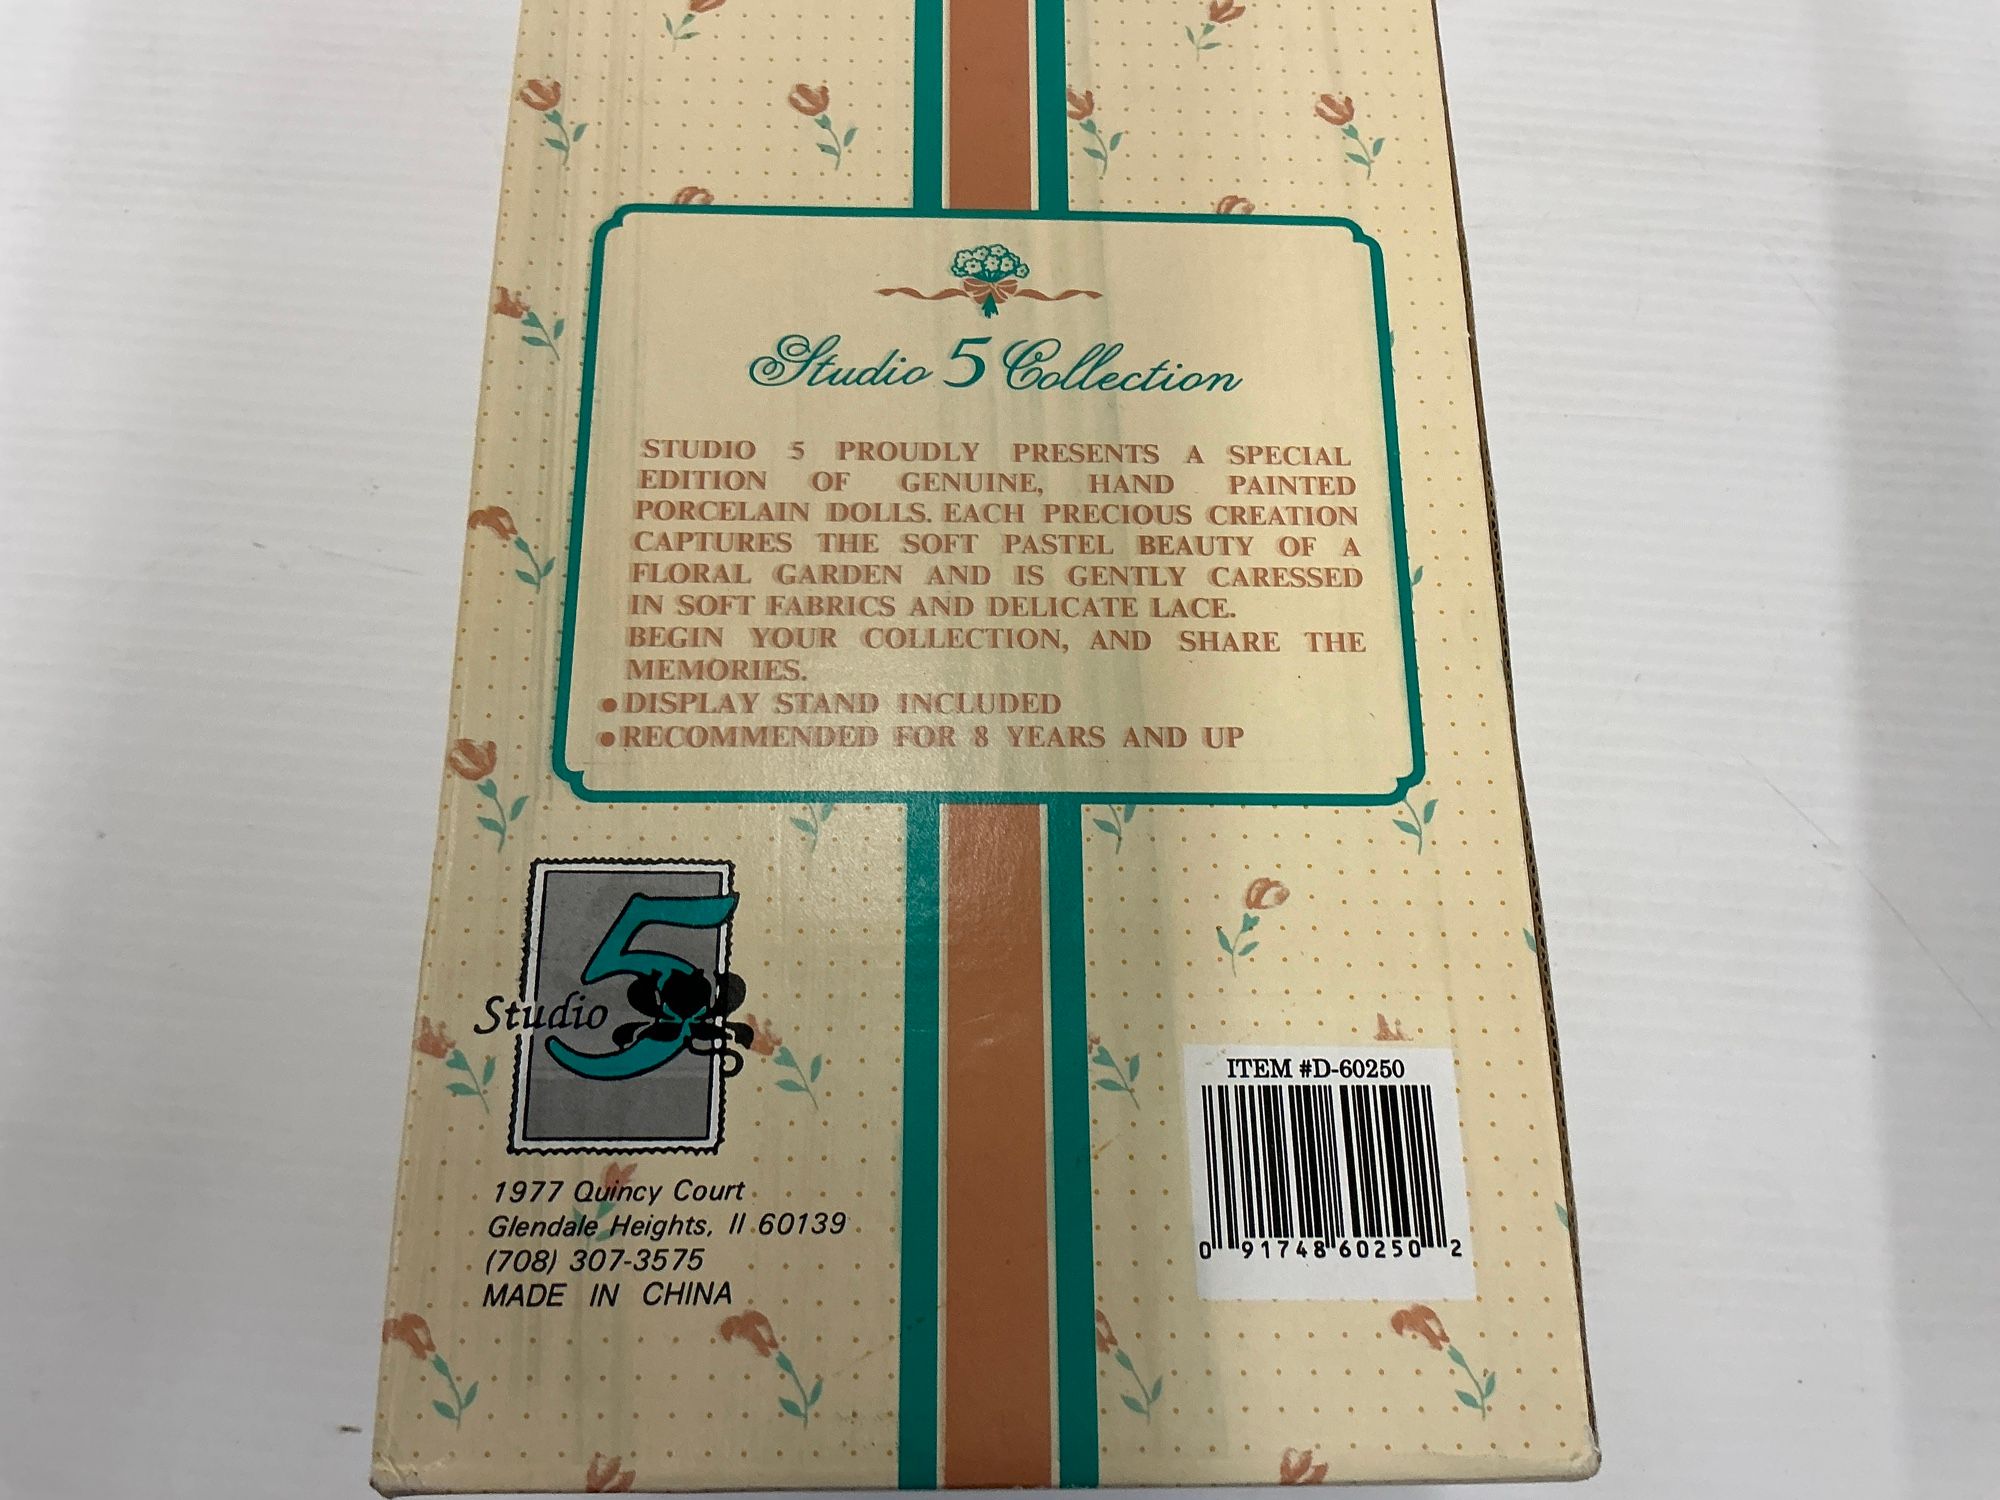 Studio 5 Collection
STUDIO 5 PROUDLY PRESENTS A SPECIAL
EDITION OF GENUINE, HAND PAINTED
PORCELAIN DOLLS. EACH PRECIOUS CREATION
CAPTURES THE SOFT PASTEL BEAUTY OF A
FLORAL GARDEN AND IS GENTLY CARESSED
IN SOFT FABRICS AND DELICATE LACE.
BEGIN YOUR COLLECTION, AND SHARE THE
MEMORIES.
•DISPLAY STAND INCLUDED
•RECOMMENDED FOR 8 YEARS AND UP
Studio 5
1977 Quincy Court
Glendale Heights, Il 60139
(708) 307-3575
MADE IN CHINA
ITEM #D-60250
0 91748 60250 2